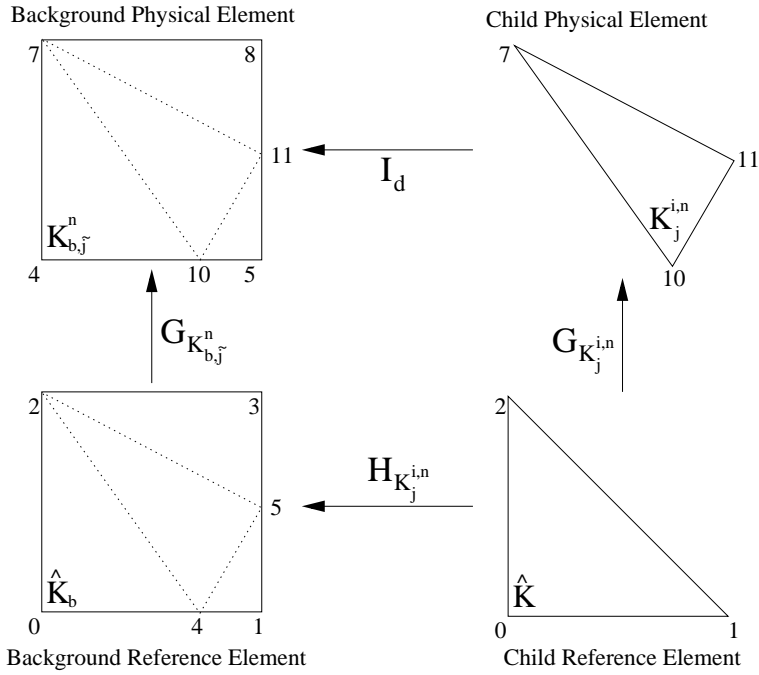 Background Physical Element
Child Physical Element
7
8
7
11
11
I_d
K^n_{b,j̃}
K^{i,n}_j
4
10
5
10
G_{K^n_{b,j̃}}
G_{K^{i,n}_j}
2
3
2
H_{K^{i,n}_j}
5
K̂_b
K̂
0
4
1
0
1
Background Reference Element
Child Reference Element